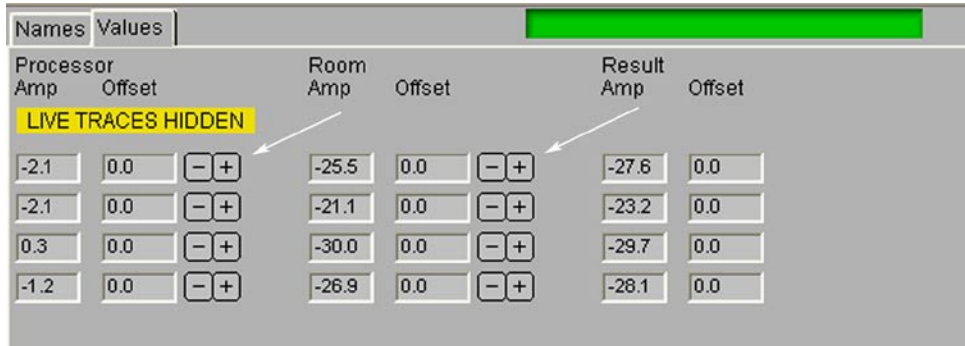 Names Values
Processor Room Result
Amp Offset Amp Offset Amp Offset
LIVE TRACES HIDDEN
-2.1 0.0 - + -25.5 0.0 - + -27.6 0.0
-2.1 0.0 - + -21.1 0.0 - + -23.2 0.0
0.3 0.0 - + -30.0 0.0 - + -29.7 0.0
-1.2 0.0 - + -26.9 0.0 - + -28.1 0.0